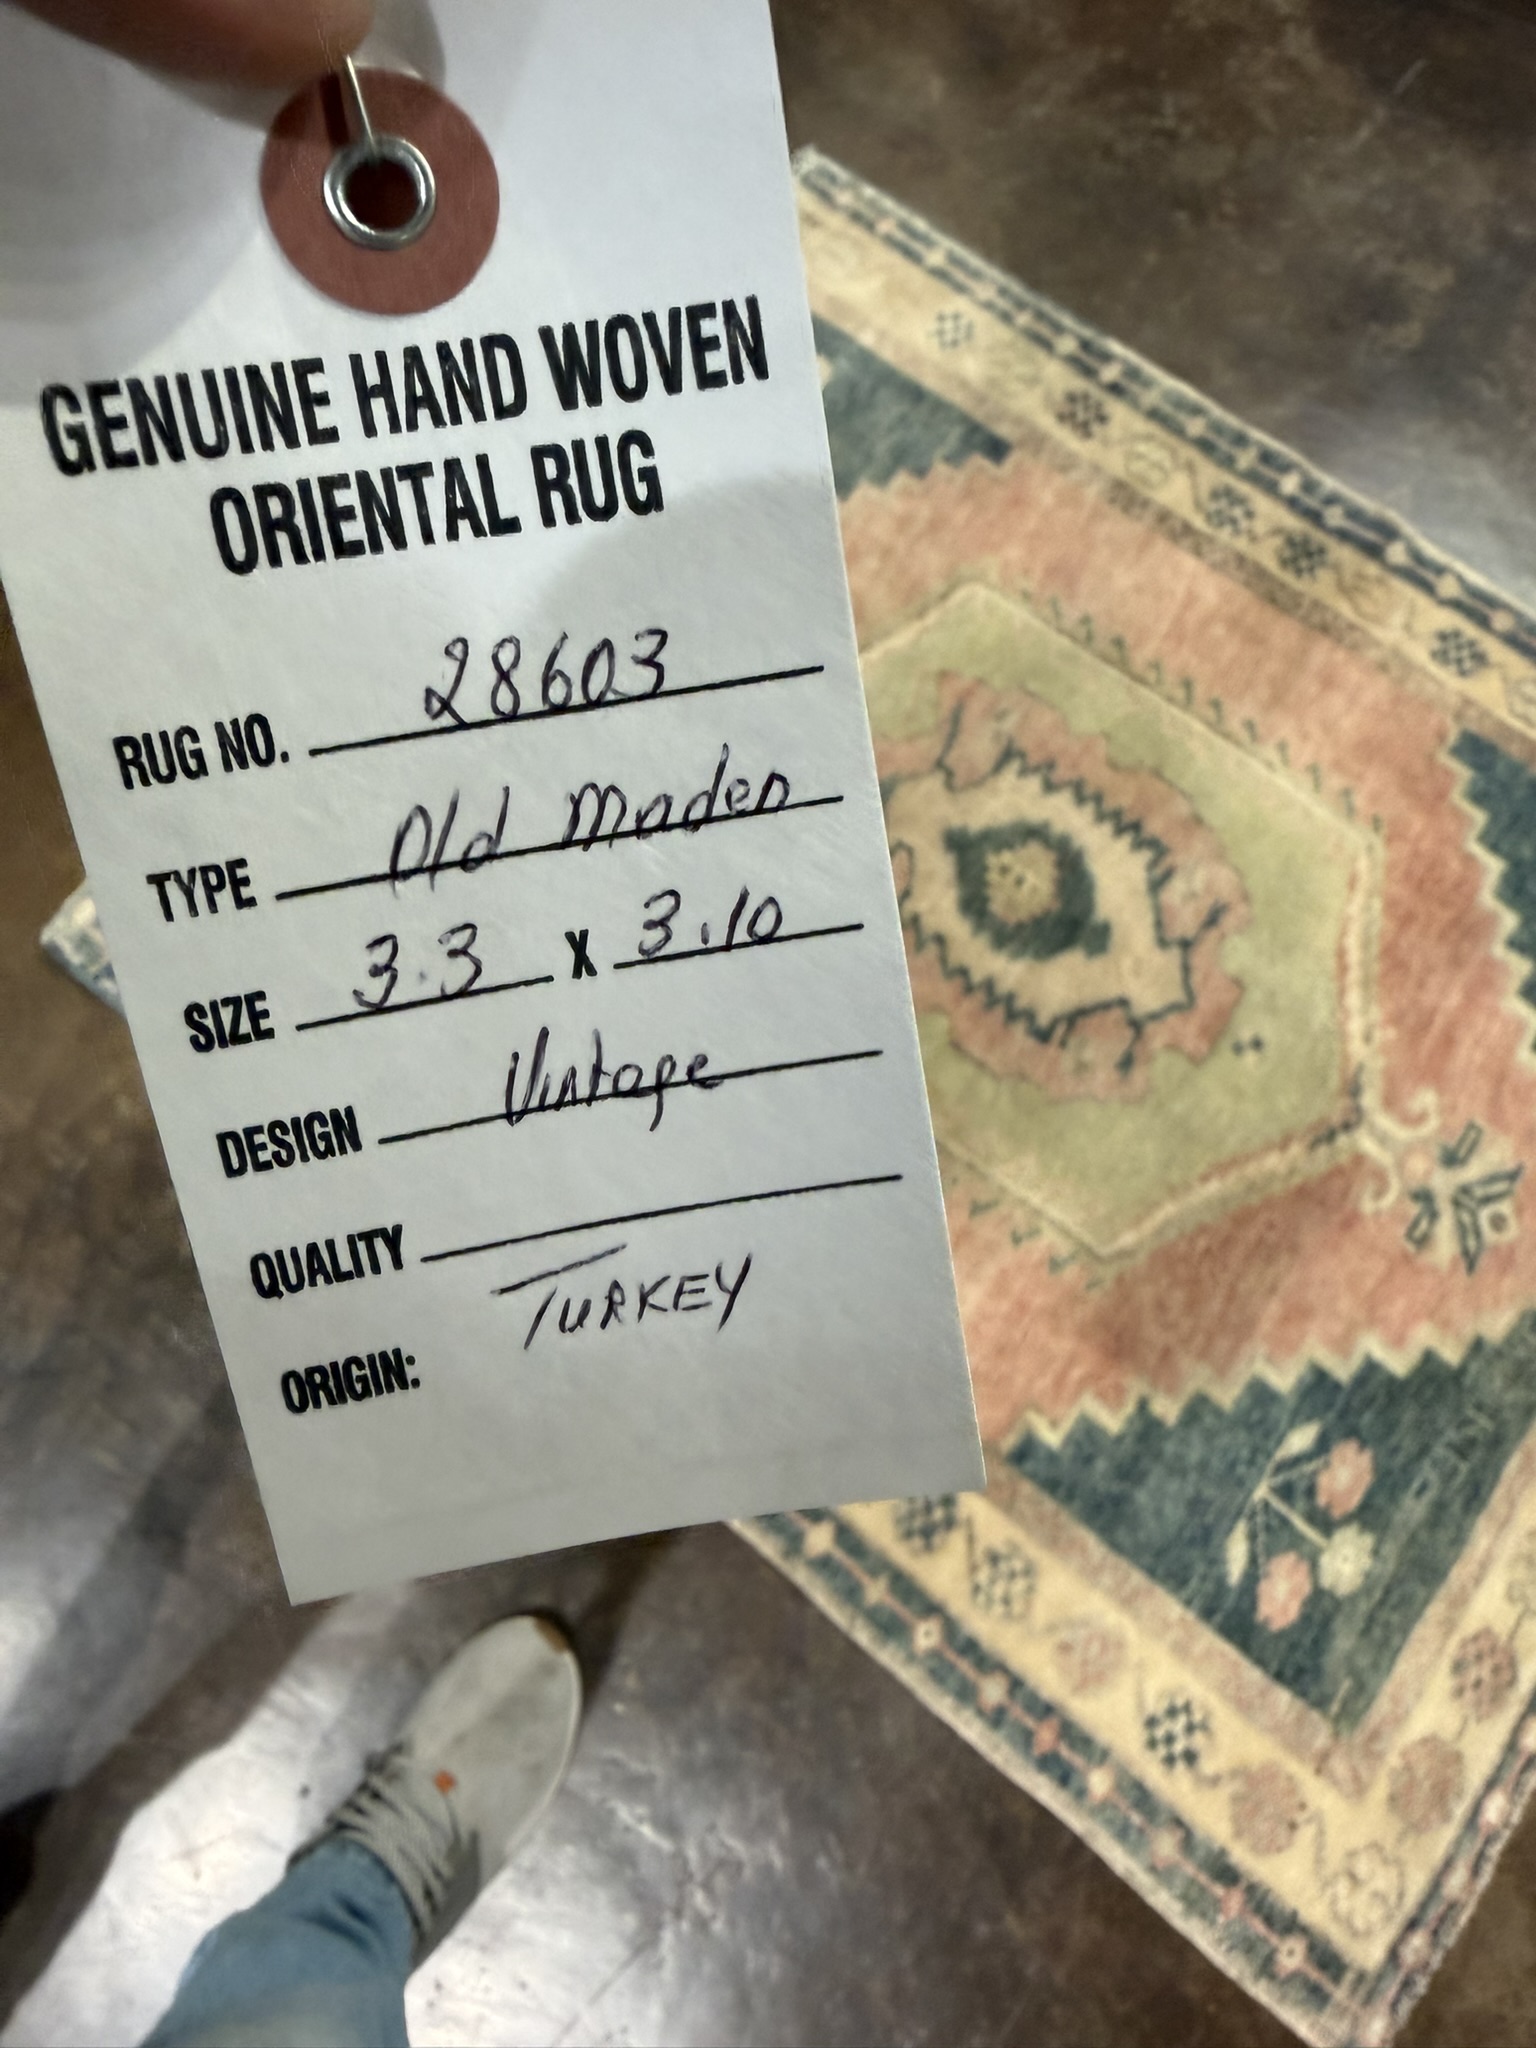 GENUINE HAND WOVEN
ORIENTAL RUG
RUG NO. 28603
TYPE Old Maden
SIZE 3.3 X 3.10
DESIGN Vintage
QUALITY
ORIGIN: TURKEY